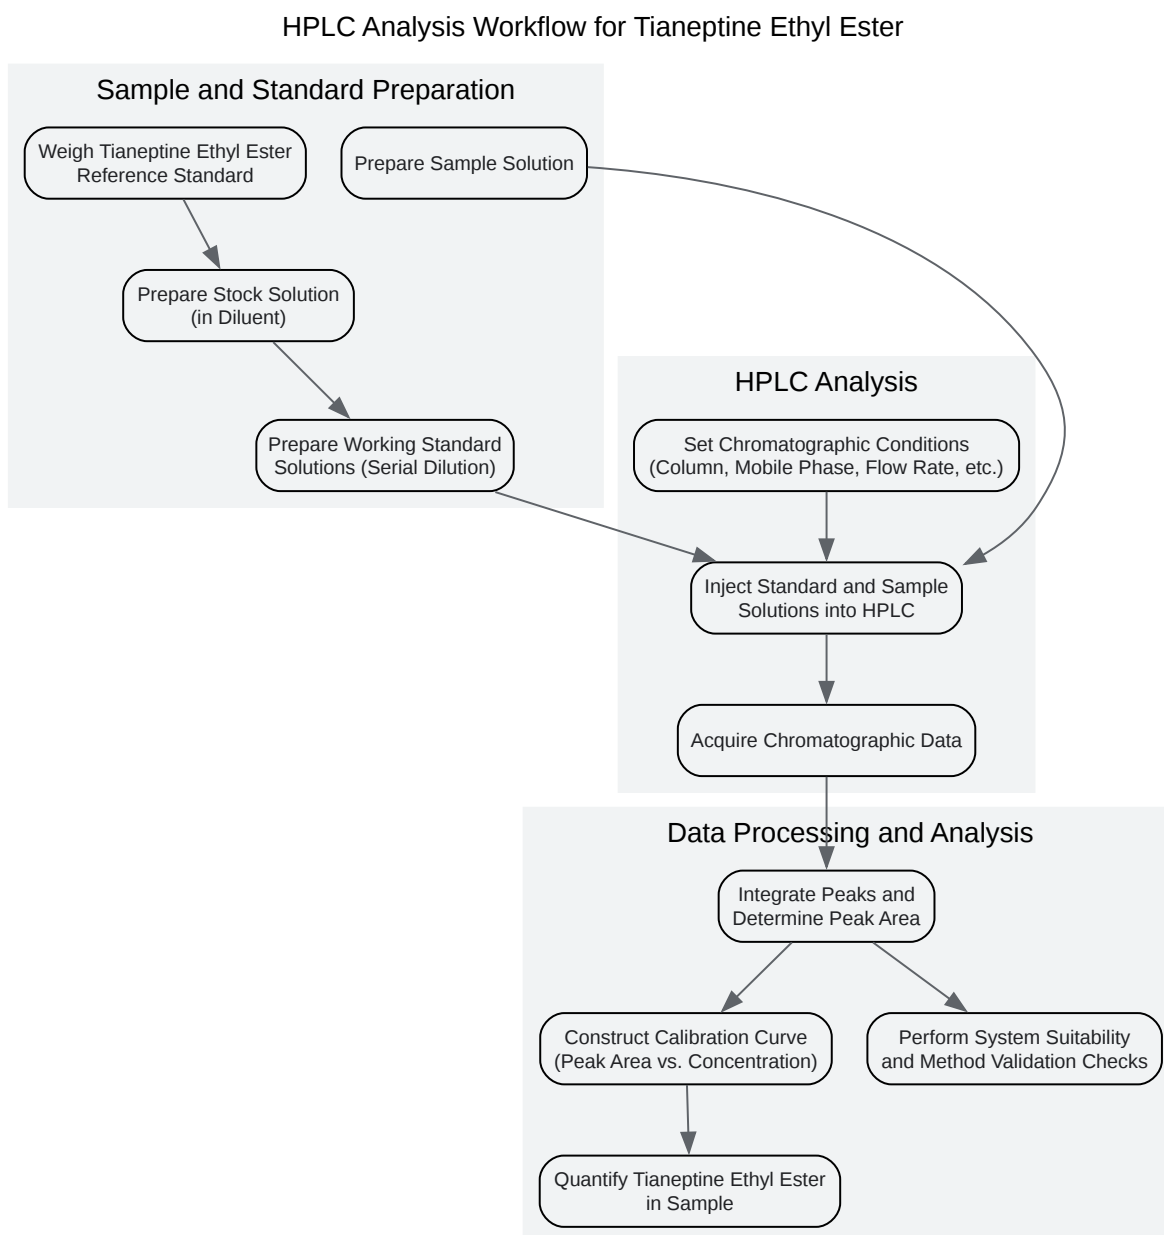 HPLC Analysis Workflow for Tianeptine Ethyl Ester
Sample and Standard Preparation
Weigh Tianeptine Ethyl Ester
Reference Standard
Prepare Sample Solution
Prepare Stock Solution
(in Diluent)
Prepare Working Standard
Solutions (Serial Dilution)
HPLC Analysis
Set Chromatographic Conditions
(Column, Mobile Phase, Flow Rate, etc.)
Inject Standard and Sample
Solutions into HPLC
Acquire Chromatographic Data
Data Processing and Analysis
Integrate Peaks and
Determine Peak Area
Construct Calibration Curve
(Peak Area vs. Concentration)
Perform System Suitability
and Method Validation Checks
Quantify Tianeptine Ethyl Ester
in Sample